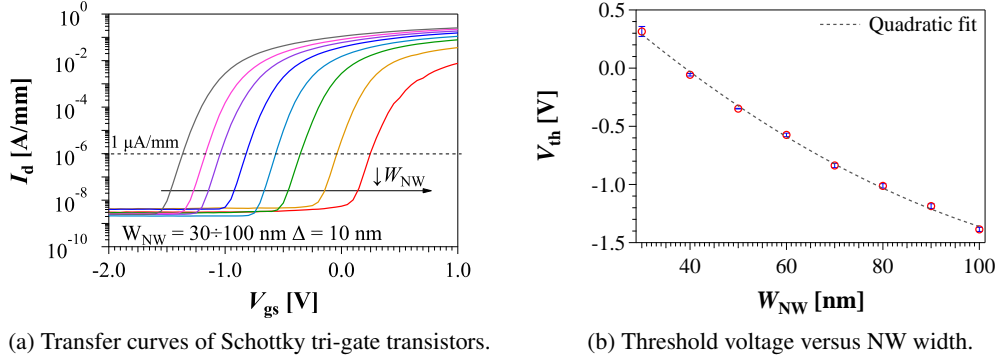 10⁰
10⁻²
10⁻⁴
10⁻⁶
10⁻⁸
10⁻¹⁰
I_d [A/mm]
1 μA/mm
↓W_NW
W_NW = 30÷100 nm Δ = 10 nm
-2.0 -1.0 0.0 1.0
V_gs [V]
(a) Transfer curves of Schottky tri-gate transistors.
0.5
0.0
-0.5
-1.0
-1.5
V_th [V]
Quadratic fit
40 60 80 100
W_NW [nm]
(b) Threshold voltage versus NW width.